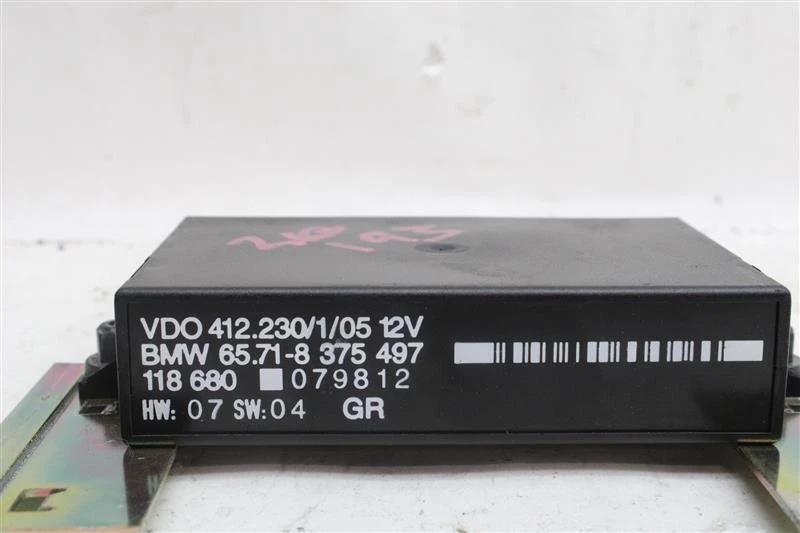 195
VDO 412.230/1/05 12V
BMW 65.71-8 375 497
118 680 079812
HW: 07 SW: 04 GR